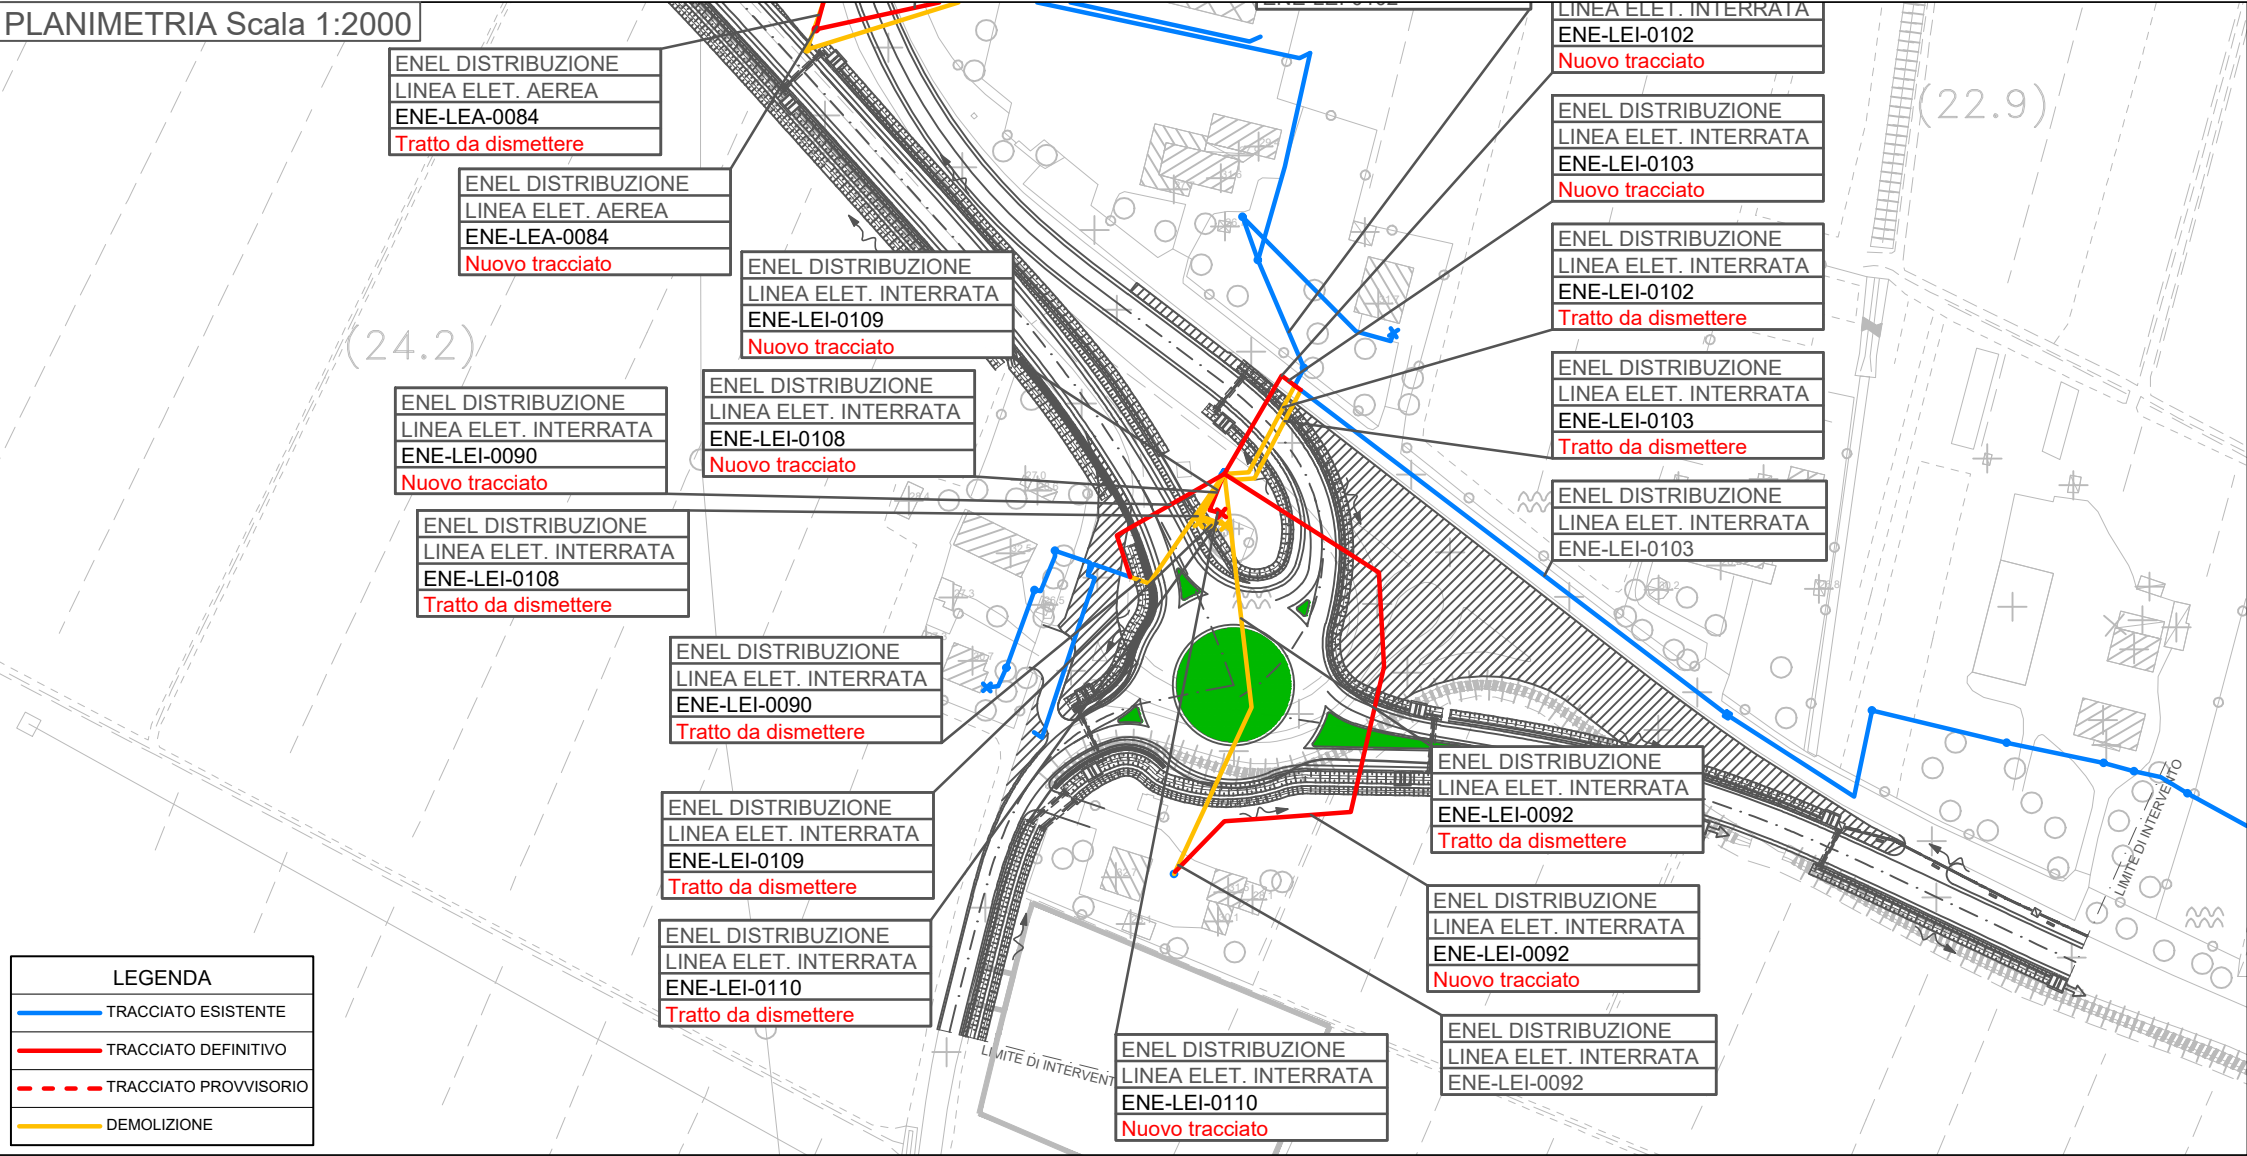 PLANIMETRIA Scala 1:2000
ENEL DISTRIBUZIONE
LINEA ELET. AEREA
ENE-LEA-0084
Tratto da dismettere
ENEL DISTRIBUZIONE
LINEA ELET. AEREA
ENE-LEA-0084
Nuovo tracciato
ENEL DISTRIBUZIONE
LINEA ELET. INTERRATA
ENE-LEI-0109
Nuovo tracciato
ENEL DISTRIBUZIONE
LINEA ELET. INTERRATA
ENE-LEI-0108
Nuovo tracciato
ENEL DISTRIBUZIONE
LINEA ELET. INTERRATA
ENE-LEI-0090
Nuovo tracciato
ENEL DISTRIBUZIONE
LINEA ELET. INTERRATA
ENE-LEI-0108
Tratto da dismettere
ENEL DISTRIBUZIONE
LINEA ELET. INTERRATA
ENE-LEI-0090
Tratto da dismettere
ENEL DISTRIBUZIONE
LINEA ELET. INTERRATA
ENE-LEI-0109
Tratto da dismettere
ENEL DISTRIBUZIONE
LINEA ELET. INTERRATA
ENE-LEI-0110
Tratto da dismettere
LINEA ELET. INTERRATA
ENE-LEI-0102
Nuovo tracciato
ENEL DISTRIBUZIONE
LINEA ELET. INTERRATA
ENE-LEI-0103
Nuovo tracciato
ENEL DISTRIBUZIONE
LINEA ELET. INTERRATA
ENE-LEI-0102
Tratto da dismettere
ENEL DISTRIBUZIONE
LINEA ELET. INTERRATA
ENE-LEI-0103
Tratto da dismettere
ENEL DISTRIBUZIONE
LINEA ELET. INTERRATA
ENE-LEI-0103
ENEL DISTRIBUZIONE
LINEA ELET. INTERRATA
ENE-LEI-0092
Tratto da dismettere
ENEL DISTRIBUZIONE
LINEA ELET. INTERRATA
ENE-LEI-0092
Nuovo tracciato
ENEL DISTRIBUZIONE
LINEA ELET. INTERRATA
ENE-LEI-0092
ENEL DISTRIBUZIONE
LINEA ELET. INTERRATA
ENE-LEI-0110
Nuovo tracciato
(24.2)
(22.9)
LIMITE DI INTERVENTO
LIMITE DI INTERVENT
LEGENDA
TRACCIATO ESISTENTE
TRACCIATO DEFINITIVO
TRACCIATO PROVVISORIO
DEMOLIZIONE